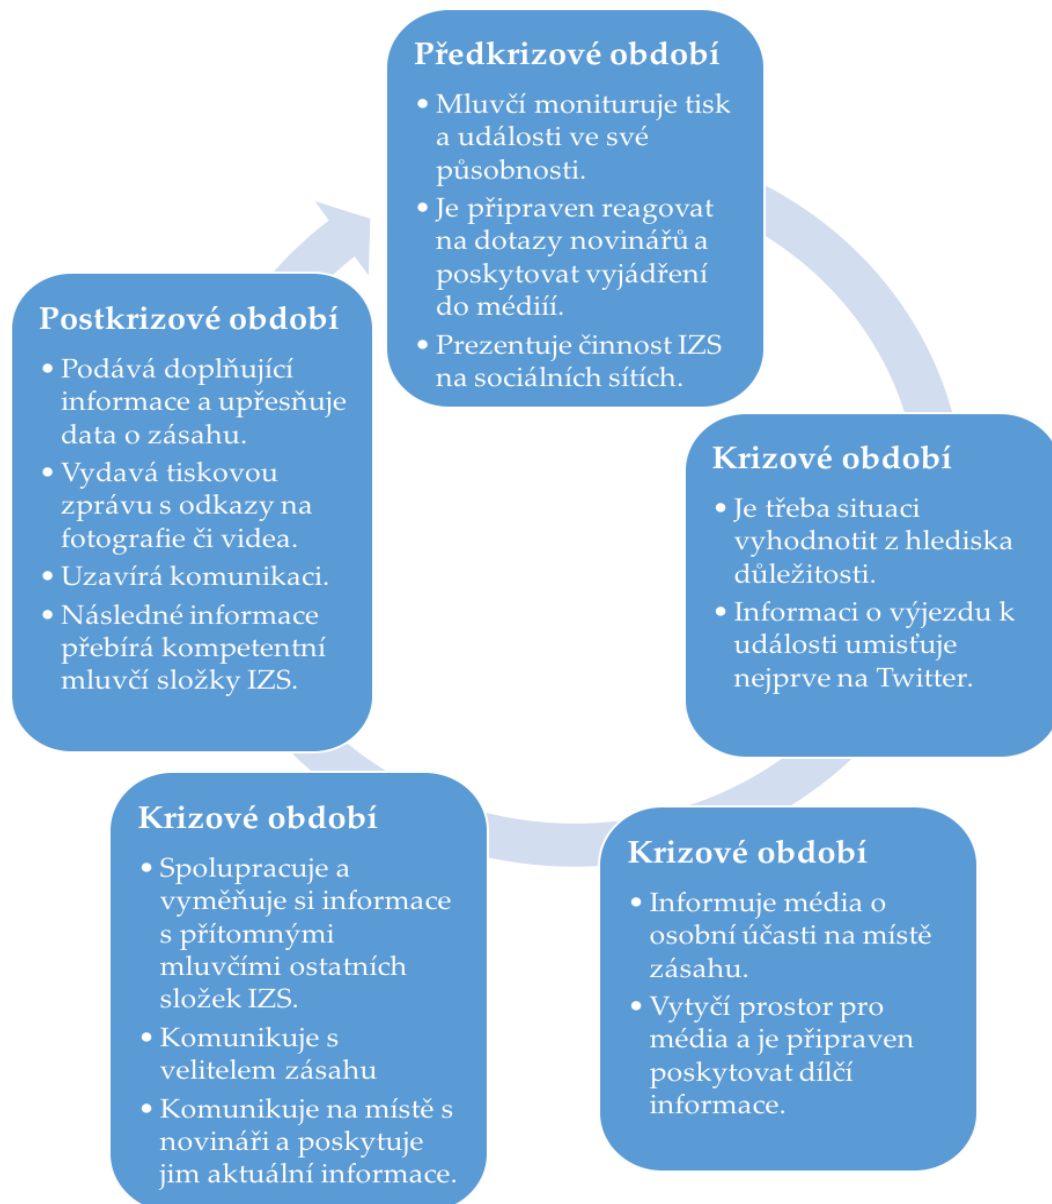 Předkrizové období
• Mluvčí monituruje tisk
a události ve své
působnosti.
• Je připraven reagovat
na dotazy novinářů a
poskytovat vyjádření
do médiíí.
• Prezentuje činnost IZS
na sociálních sítích.
Krizové období
• Je třeba situaci
vyhodnotit z hlediska
důležitosti.
• Informaci o výjezdu k
události umisťuje
nejprve na Twitter.
Krizové období
• Informuje média o
osobní účasti na místě
zásahu.
• Vytyčí prostor pro
média a je připraven
poskytovat dílčí
informace.
Krizové období
• Spolupracuje a
vyměňuje si informace
s přítomnými
mluvčími ostatních
složek IZS.
• Komunikuje s
velitelem zásahu
• Komunikuje na místě s
novináři a poskytuje
jim aktuální informace.
Postkrizové období
• Podává doplňující
informace a upřesňuje
data o zásahu.
• Vydavá tiskovou
zprávu s odkazy na
fotografie či videa.
• Uzavírá komunikaci.
• Následné informace
přebírá kompetentní
mluvčí složky IZS.